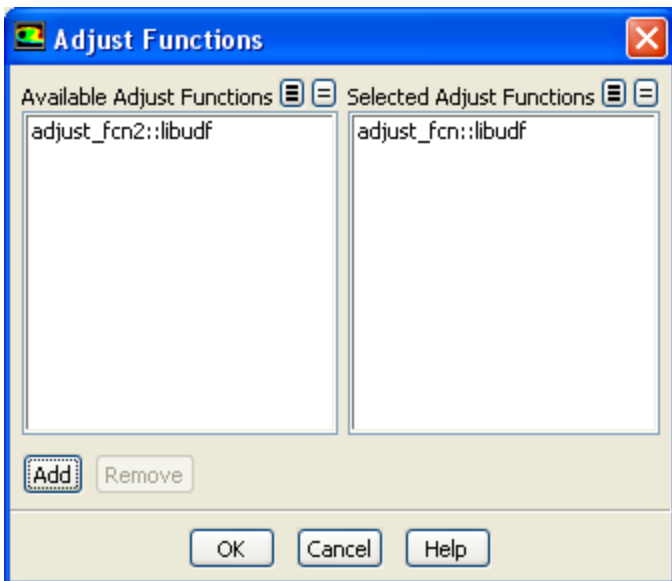 Adjust Functions
Available Adjust Functions
Selected Adjust Functions
adjust_fcn2::libudf
adjust_fcn::libudf
Add
Remove
OK
Cancel
Help